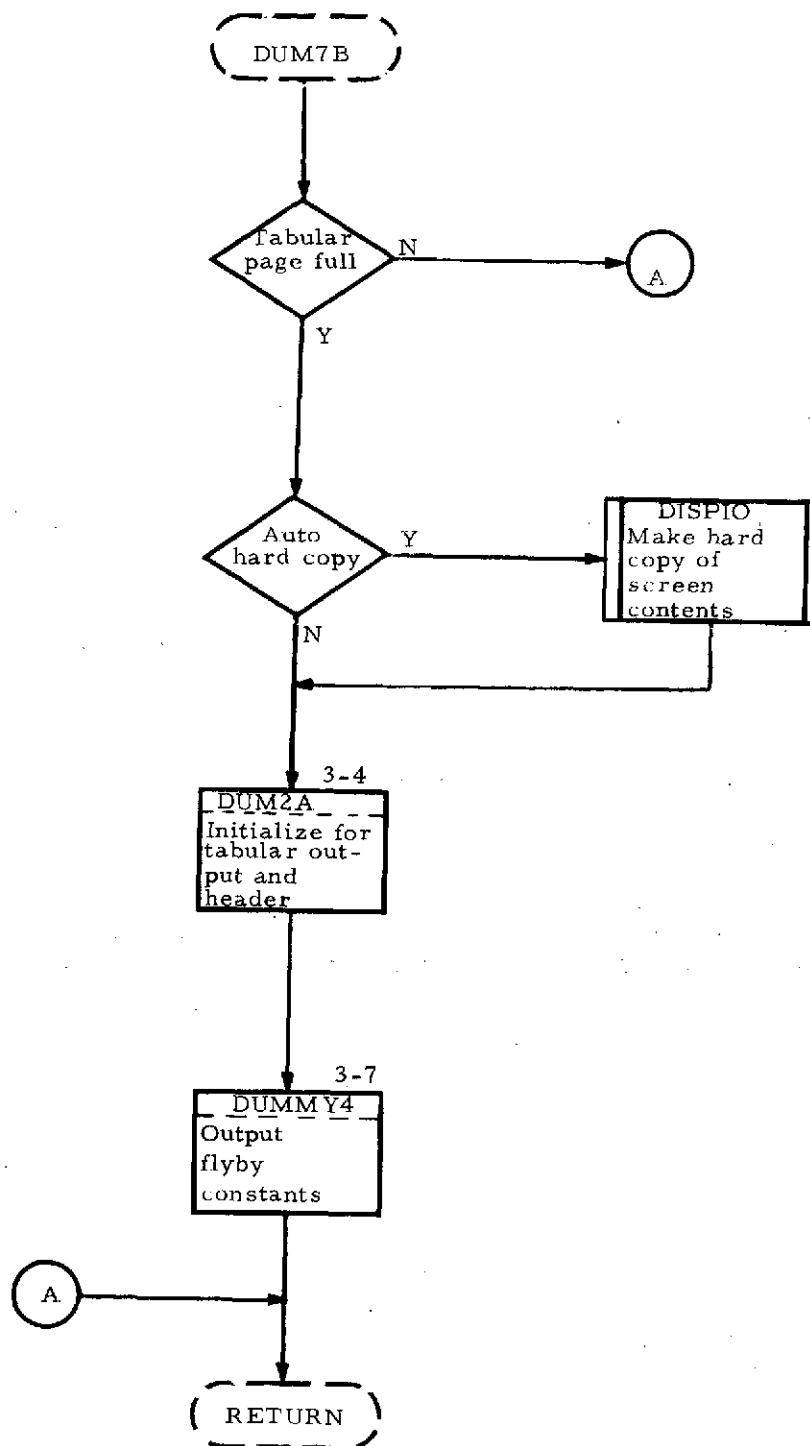 DUM7B
Tabular
page full
N
A
Y
Auto
hard copy
Y
DISPIO
Make hard
copy of
screen
contents
N
3-4
DUM2A
Initialize for
tabular out-
put and
header
3-7
DUMMY4
Output
flyby
constants
A
RETURN